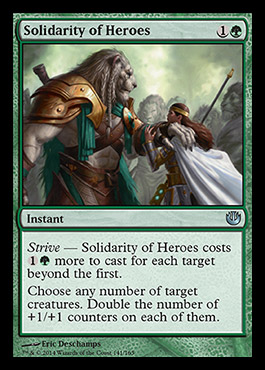 Solidarity of Heroes 1
Instant
Strive — Solidarity of Heroes costs
1 more to cast for each target
beyond the first.
Choose any number of target
creatures. Double the number of
+1/+1 counters on each of them.
Eric Deschamps
™ & © 2014 Wizards of the Coast 141/165